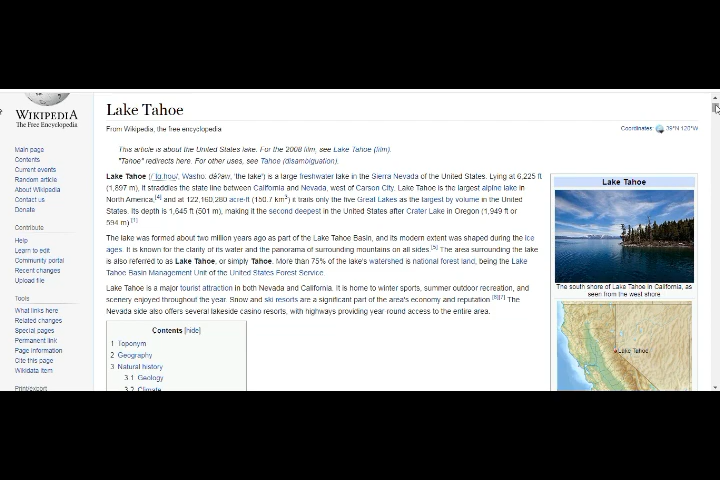 WIKIPEDIA
The Free Encyclopedia
Main page
Contents
Current events
Random article
About Wikipedia
Contact us
Donate
Contribute
Help
Learn to edit
Community portal
Recent changes
Upload file
Tools
What links here
Related changes
Special pages
Permanent link
Page information
Cite this page
Wikidata item
Print/export
Lake Tahoe
From Wikipedia, the free encyclopedia
Coordinates: 39°N 120°W
This article is about the United States lake. For the 2008 film, see Lake Tahoe (film).
"Tahoe" redirects here. For other uses, see Tahoe (disambiguation).
Lake Tahoe (/ˈtɑːhoʊ/, Washo: dáʔaw, 'the lake') is a large freshwater lake in the Sierra Nevada of the United States. Lying at 6,225 ft
(1,897 m), it straddles the state line between California and Nevada, west of Carson City. Lake Tahoe is the largest alpine lake in
North America,[4] and at 122,160,280 acre⋅ft (150.7 km³) it trails only the five Great Lakes as the largest by volume in the United
States. Its depth is 1,645 ft (501 m), making it the second deepest in the United States after Crater Lake in Oregon (1,949 ft or
594 m).[1]
The lake was formed about two million years ago as part of the Lake Tahoe Basin, and its modern extent was shaped during the ice
ages. It is known for the clarity of its water and the panorama of surrounding mountains on all sides.[5] The area surrounding the lake
is also referred to as Lake Tahoe, or simply Tahoe. More than 75% of the lake's watershed is national forest land, being the Lake
Tahoe Basin Management Unit of the United States Forest Service.
Lake Tahoe is a major tourist attraction in both Nevada and California. It is home to winter sports, summer outdoor recreation, and
scenery enjoyed throughout the year. Snow and ski resorts are a significant part of the area's economy and reputation.[6][7] The
Nevada side also offers several lakeside casino resorts, with highways providing year-round access to the entire area.
Contents [hide]
1 Toponym
2 Geography
3 Natural history
3.1 Geology
3.2 Climate
Lake Tahoe
The south shore of Lake Tahoe in California, as
seen from the west shore
Lake Tahoe